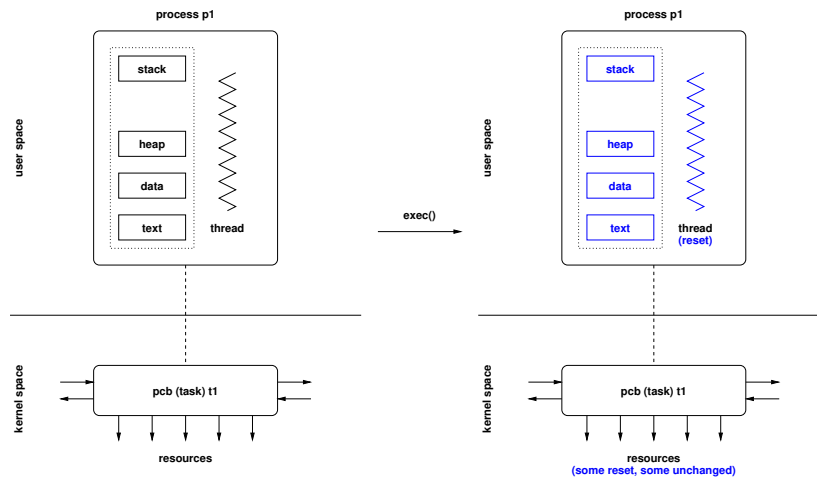 process p1
stack
heap
data
text
thread
user space
pcb (task) t1
resources
kernel space
exec()
process p1
stack
heap
data
text
thread
(reset)
user space
pcb (task) t1
resources
(some reset, some unchanged)
kernel space